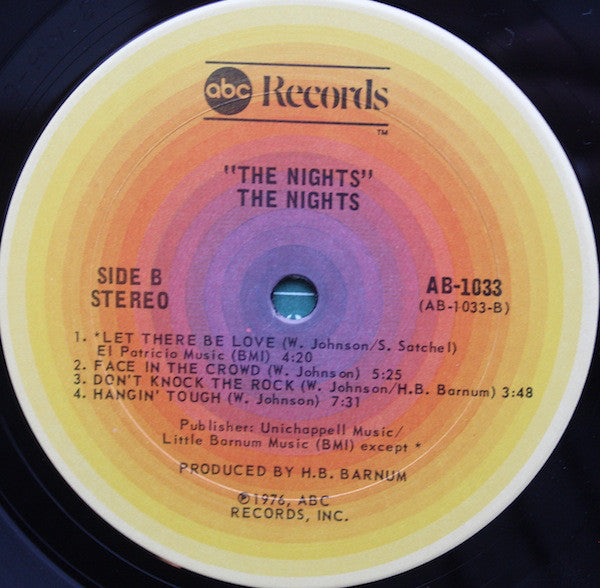 abc Records
TM
"THE NIGHTS"
THE NIGHTS
SIDE B
STEREO
AB-1033
(AB-1033-B)
1. *LET THERE BE LOVE (W. Johnson/S. Satchel)
El Patricio Music (BMI) 4:20
2. FACE IN THE CROWD (W. Johnson) 5:25
3. DON'T KNOCK THE ROCK (W. Johnson/H.B. Barnum) 3:48
4. HANGIN' TOUGH (W. Johnson) 7:31
Publisher: Unichappell Music/
Little Barnum Music (BMI) except *
PRODUCED BY H.B. BARNUM
℗1976, ABC
RECORDS, INC.